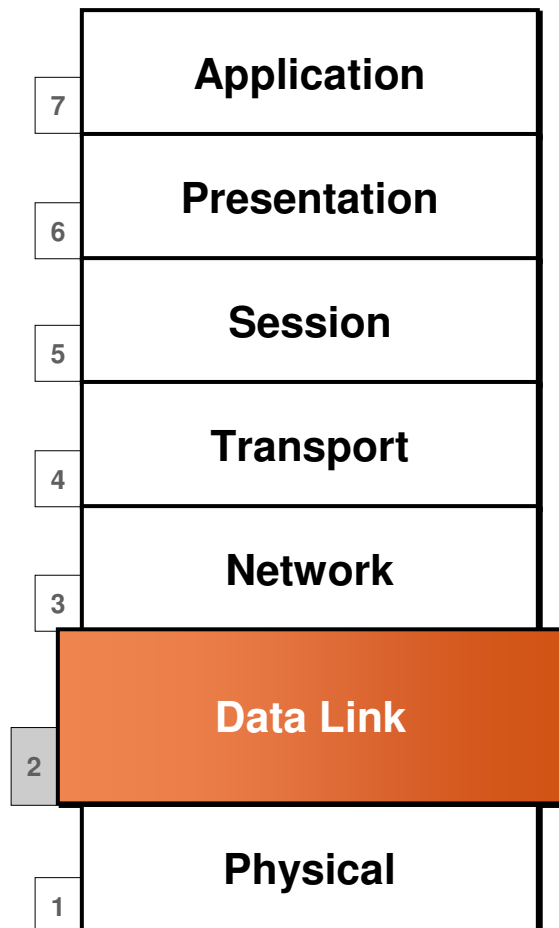 Application
7
Presentation
6
Session
5
Transport
4
Network
3
Data Link
2
Physical
1